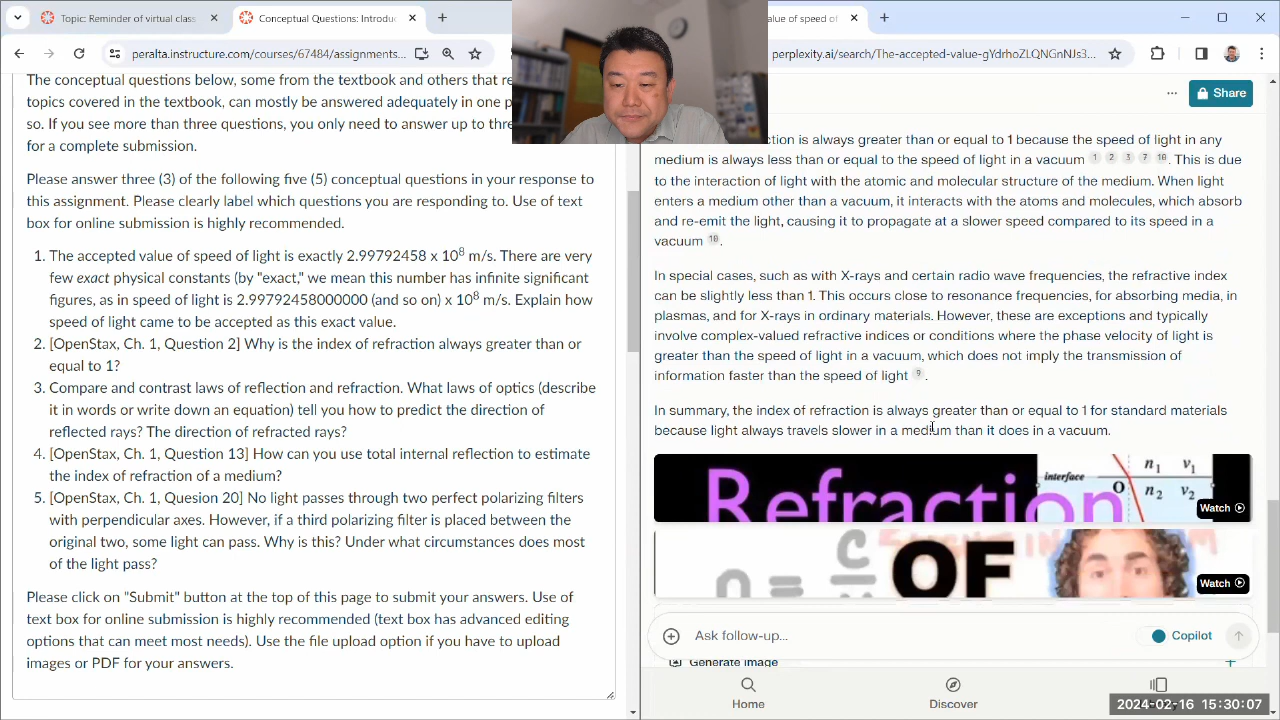 Topic Reminder of virtual class
Conceptual Questions: Introduc
alue of speed of
peralta.instructure.com/courses/67484/assignments...
perplexity.ai/search/The-accepted-value-gYdrhoZLQNGnNJs3...
The conceptual questions below, some from the textbook and others that re
topics covered in the textbook, can mostly be answered adequately in one p
so. If you see more than three questions, you only need to answer up to thre
for a complete submission.
Please answer three (3) of the following five (5) conceptual questions in your response to
this assignment. Please clearly label which questions you are responding to. Use of text
box for online submission is highly recommended.
1. The accepted value of speed of light is exactly 2.99792458 x 10⁸ m/s. There are very
few exact physical constants (by "exact," we mean this number has infinite significant
figures, as in speed of light is 2.99792458000000 (and so on) x 10⁸ m/s. Explain how
speed of light came to be accepted as this exact value.
2. [OpenStax, Ch. 1, Question 2] Why is the index of refraction always greater than or
equal to 1?
3. Compare and contrast laws of reflection and refraction. What laws of optics (describe
it in words or write down an equation) tell you how to predict the direction of
reflected rays? The direction of refracted rays?
4. [OpenStax, Ch. 1, Question 13] How can you use total internal reflection to estimate
the index of refraction of a medium?
5. [OpenStax, Ch. 1, Quesion 20] No light passes through two perfect polarizing filters
with perpendicular axes. However, if a third polarizing filter is placed between the
original two, some light can pass. Why is this? Under what circumstances does most
of the light pass?
Please click on "Submit" button at the top of this page to submit your answers. Use of
text box for online submission is highly recommended (text box has advanced editing
options that can meet most needs). Use the file upload option if you have to upload
images or PDF for your answers.
Share
ction is always greater than or equal to 1 because the speed of light in any
medium is always less than or equal to the speed of light in a vacuum 1 2 3 7 10. This is due
to the interaction of light with the atomic and molecular structure of the medium. When light
enters a medium other than a vacuum, it interacts with the atoms and molecules, which absorb
and re-emit the light, causing it to propagate at a slower speed compared to its speed in a
vacuum 10.
In special cases, such as with X-rays and certain radio wave frequencies, the refractive index
can be slightly less than 1. This occurs close to resonance frequencies, for absorbing media, in
plasmas, and for X-rays in ordinary materials. However, these are exceptions and typically
involve complex-valued refractive indices or conditions where the phase velocity of light is
greater than the speed of light in a vacuum, which does not imply the transmission of
information faster than the speed of light 9.
In summary, the index of refraction is always greater than or equal to 1 for standard materials
because light always travels slower in a medium than it does in a vacuum.
Refraction
interface
O
n₁ v₁
n₂ v₂
Watch
n = c
OF
Watch
Ask follow-up...
Copilot
Generate Image
Home
Discover
2024-02-16 15:30:07